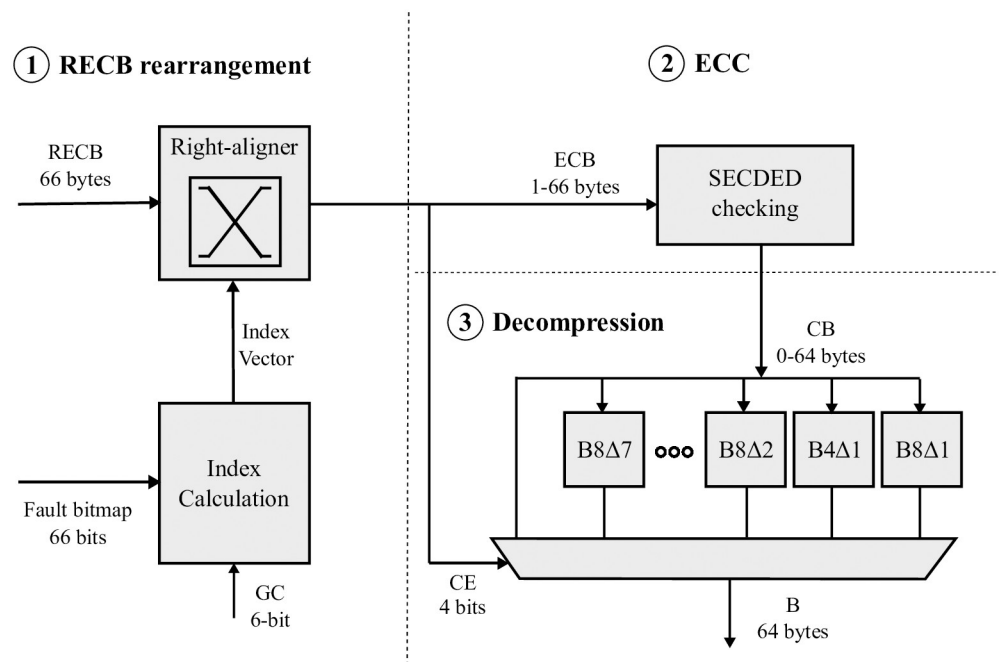 1 RECB rearrangement
RECB
66 bytes
Right-aligner
Index
Vector
Index
Calculation
Fault bitmap
66 bits
GC
6-bit
2 ECC
ECB
1-66 bytes
SECDED
checking
3 Decompression
CB
0-64 bytes
B8Δ7 B8Δ2 B4Δ1 B8Δ1
CE
4 bits
B
64 bytes